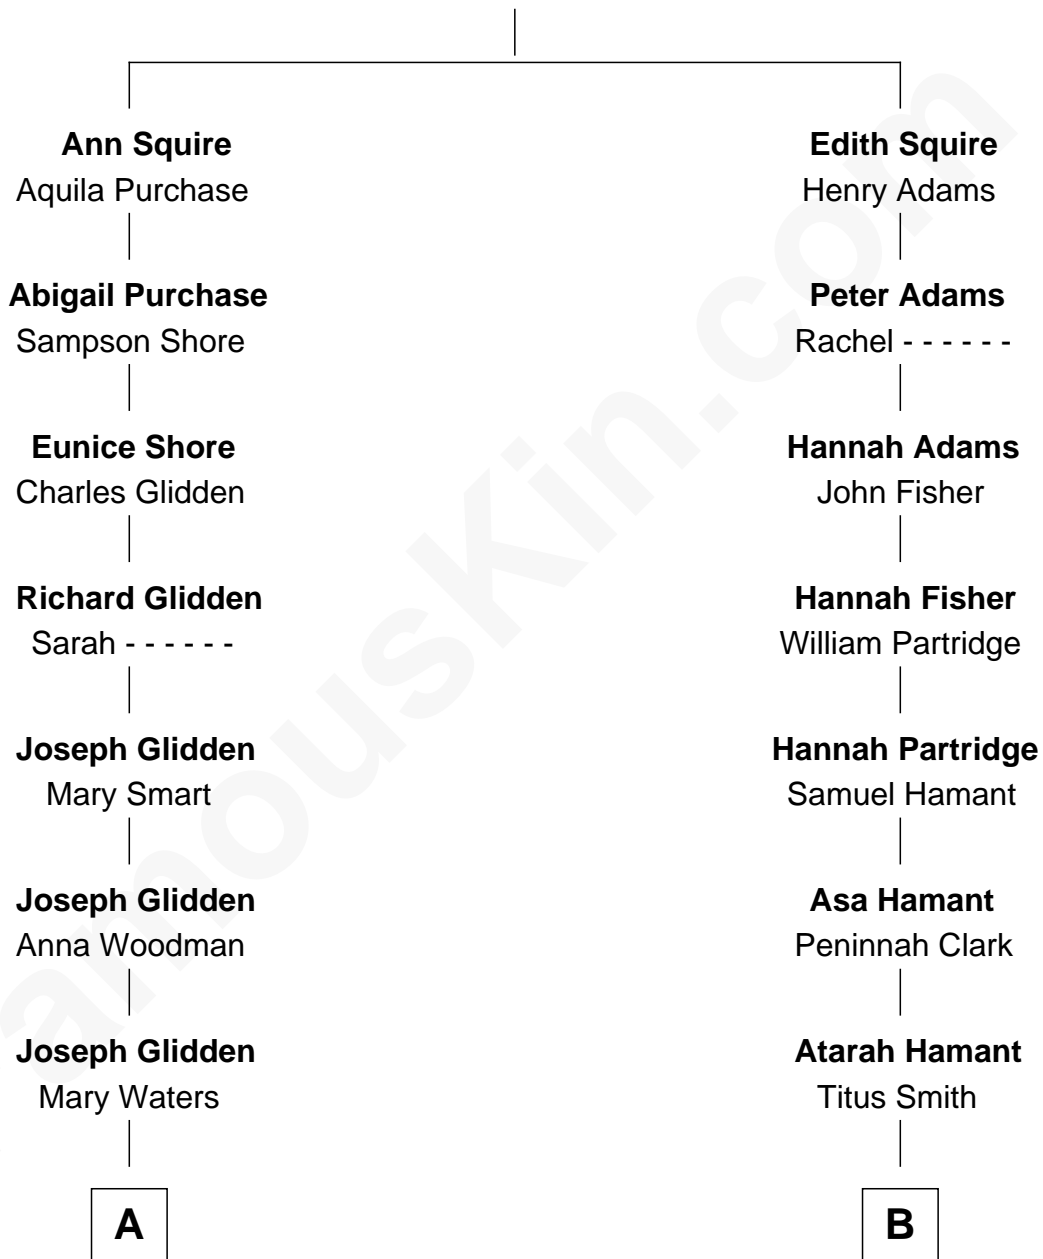 Ann Squire
Aquila Purchase
Abigail Purchase
Sampson Shore
Eunice Shore
Charles Glidden
Richard Glidden
Sarah - - - - - -
Joseph Glidden
Mary Smart
Joseph Glidden
Anna Woodman
Joseph Glidden
Mary Waters
A
Edith Squire
Henry Adams
Peter Adams
Rachel - - - - - -
Hannah Adams
John Fisher
Hannah Fisher
William Partridge
Hannah Partridge
Samuel Hamant
Asa Hamant
Peninnah Clark
Atarah Hamant
Titus Smith
B
amouskin.com